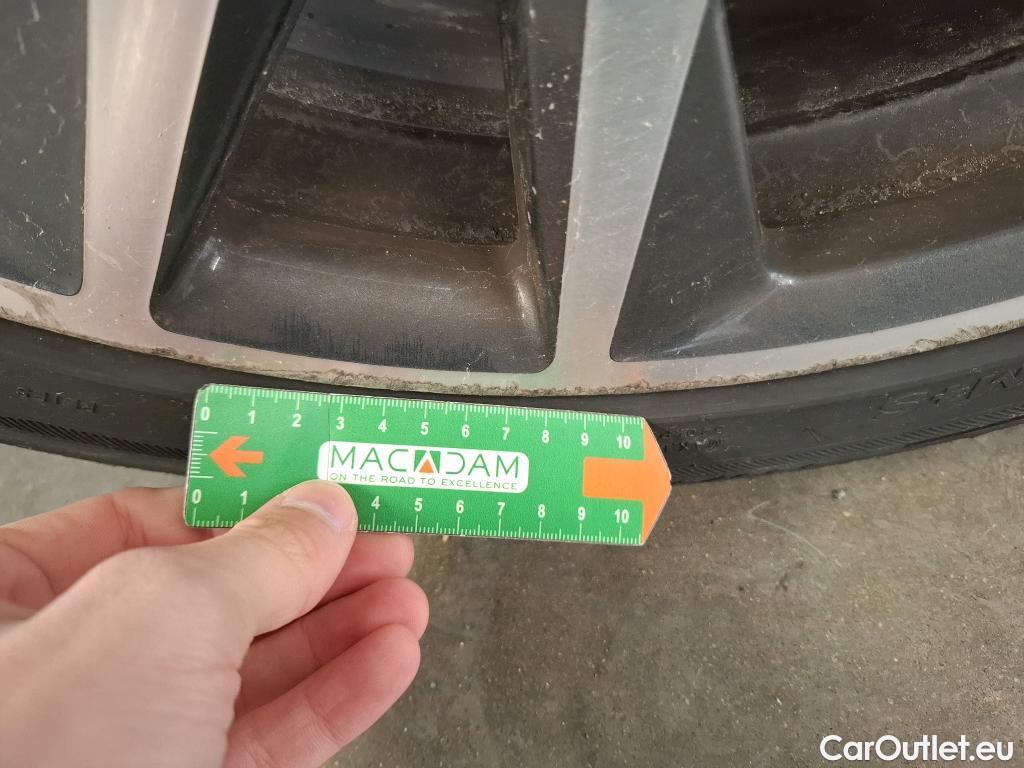 0 1 2 3 4 5 6 7 8 9 10
MACADAM
ON THE ROAD TO EXCELLENCE
0 1 4 5 6 7 8 9 10
CarOutlet.eu